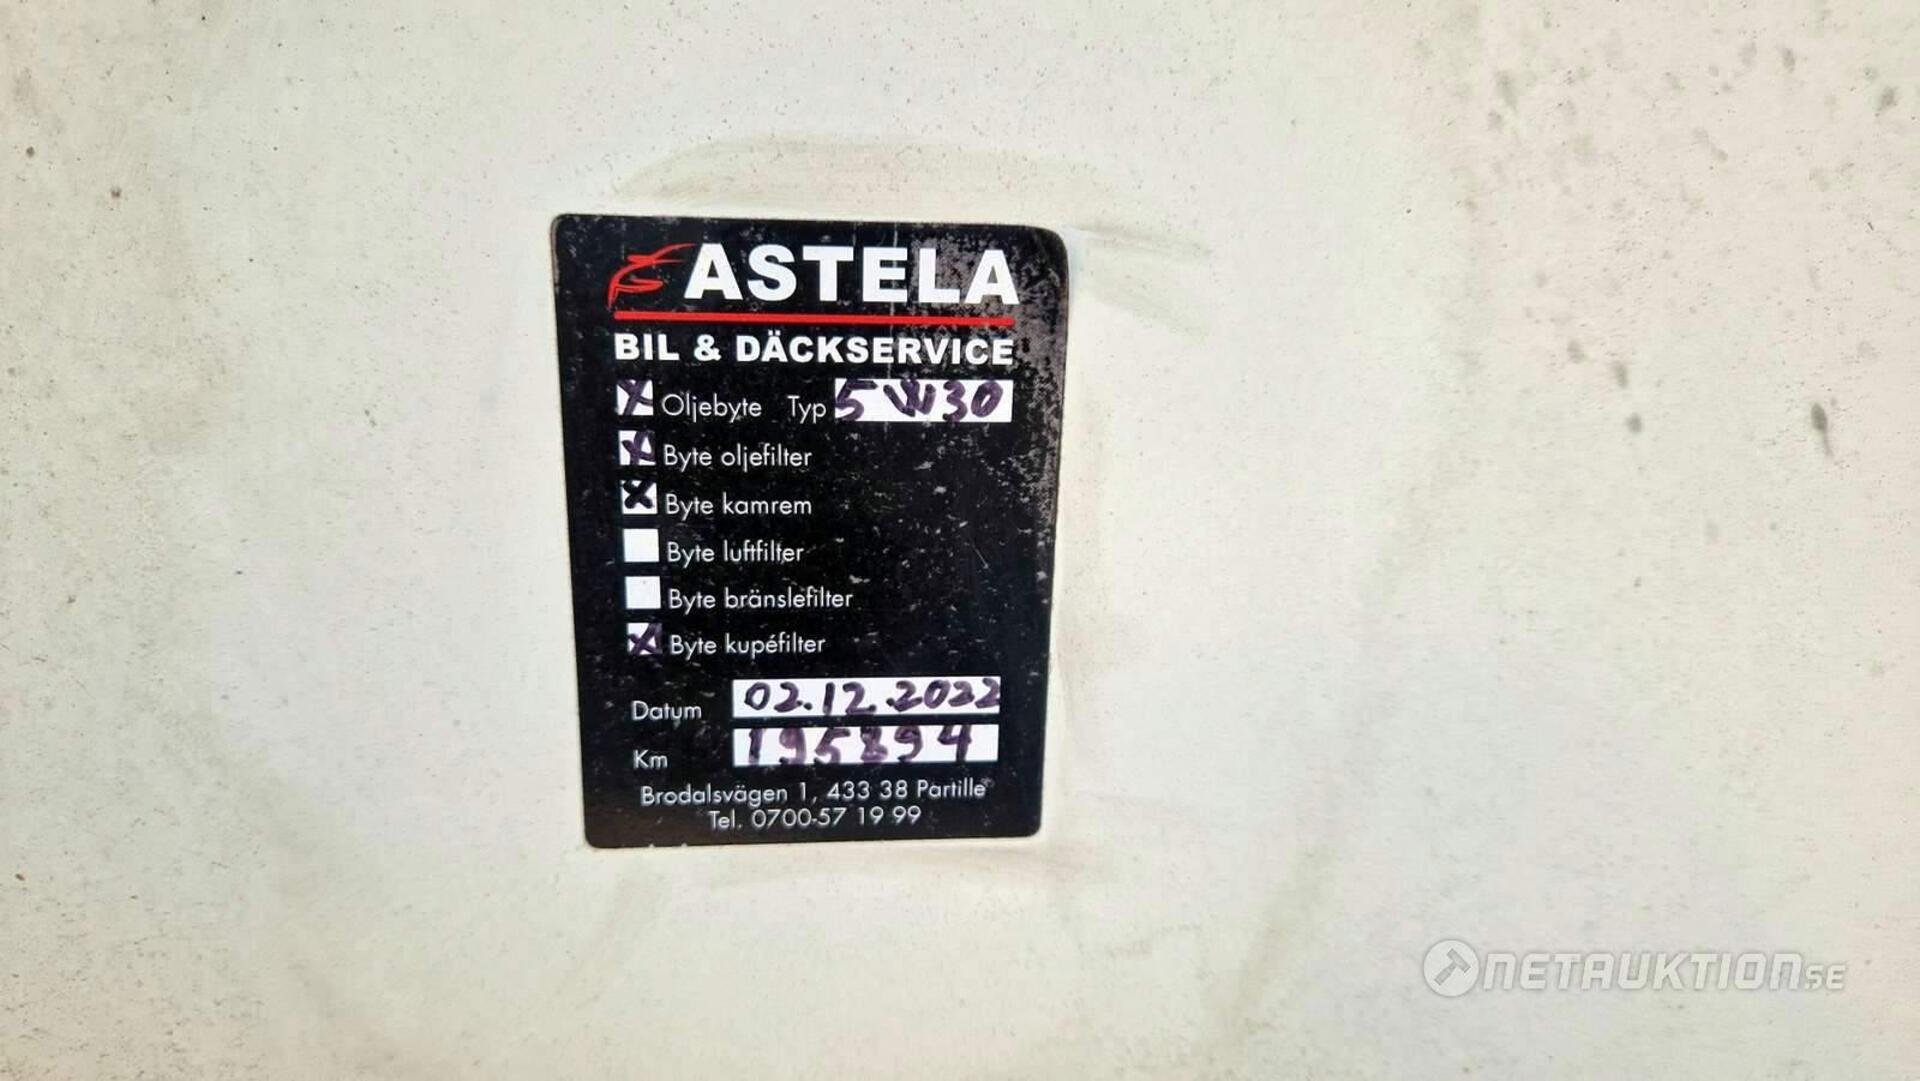 ASTELA
BIL & DÄCKSERVICE
Oljebyte Typ 5W30
Byte oljefilter
Byte kamrem
Byte luftfilter
Byte bränslefilter
Byte kupéfilter
Datum 02.12.2022
Km 195894
Brodalsvägen 1, 433 38 Partille
Tel. 0700-57 19 99
NETAUKTION.SE